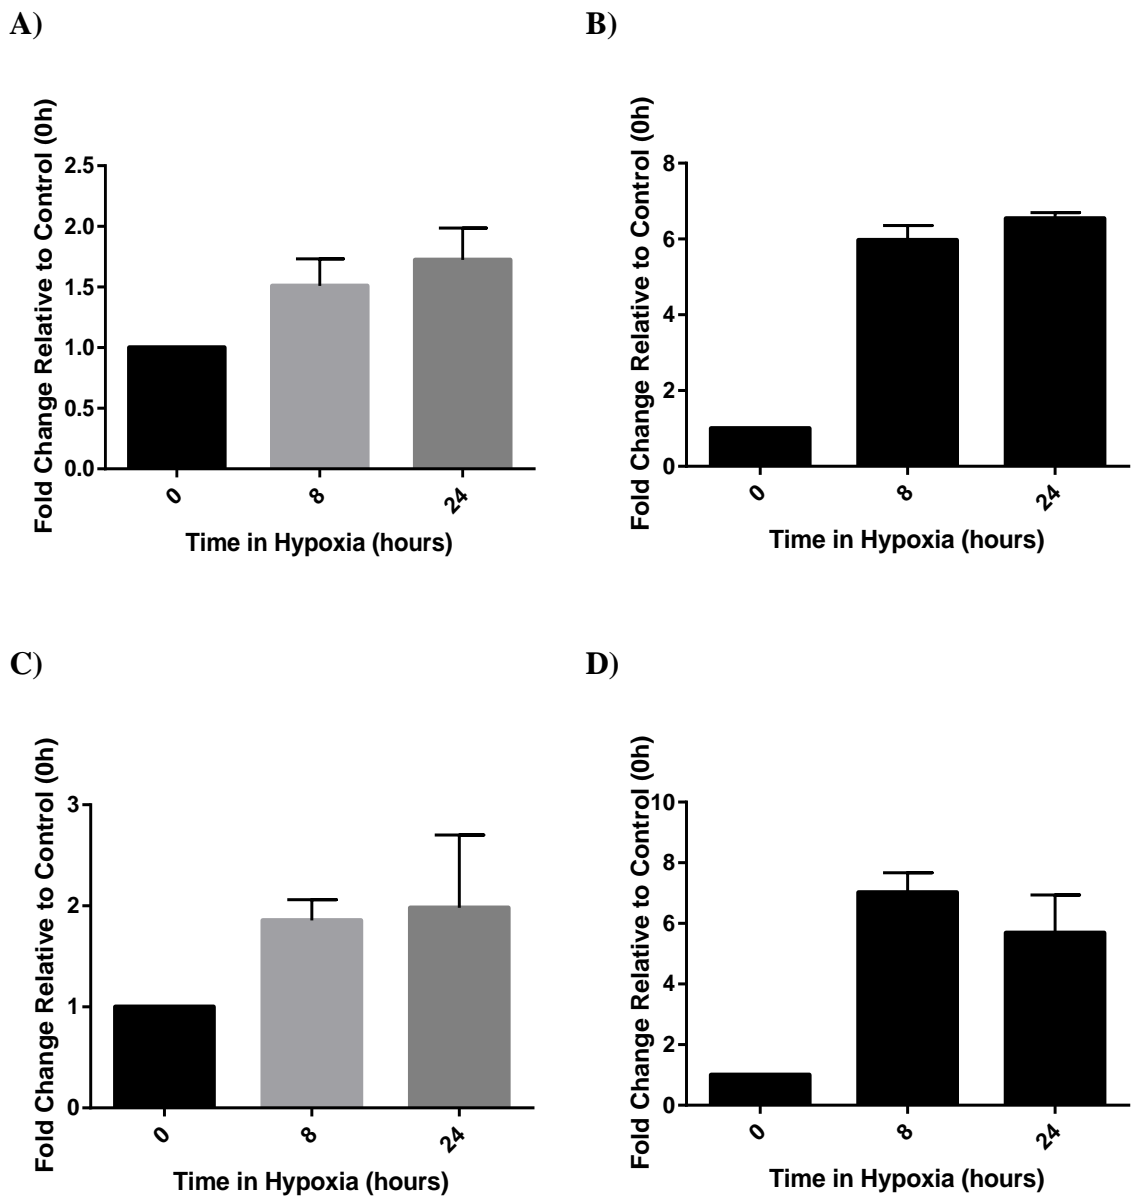 A)
Fold Change Relative to Control (0h)
2.5
2.0
1.5
1.0
0.5
0.0
0
8
24
Time in Hypoxia (hours)
B)
Fold Change Relative to Control (0h)
8
6
4
2
0
0
8
24
Time in Hypoxia (hours)
C)
Fold Change Relative to Control (0h)
3
2
1
0
0
8
24
Time in Hypoxia (hours)
D)
Fold Change Relative to Control (0h)
10
8
6
4
2
0
0
8
24
Time in Hypoxia (hours)